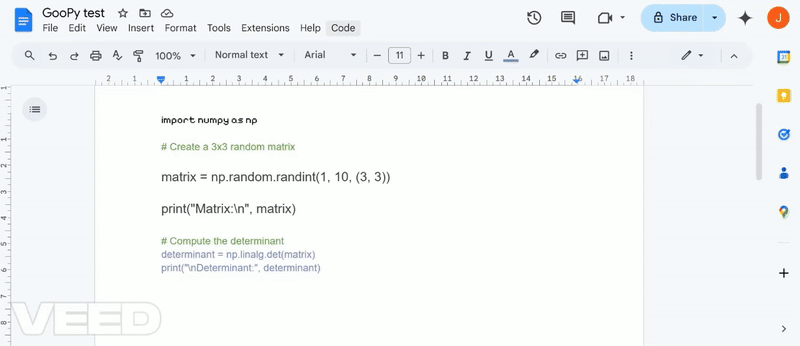 GooPy test
File Edit View Insert Format Tools Extensions Help Code
Share
J
100% Normal text Arial 11 B I U A
2 1 1 2 3 4 5 6 7 8 9 10 11 12 13 14 15 16 17 18
import numpy as np
# Create a 3x3 random matrix
matrix = np.random.randint(1, 10, (3, 3))
print("Matrix:\n", matrix)
# Compute the determinant
determinant = np.linalg.det(matrix)
print("\nDeterminant:", determinant)
VEED